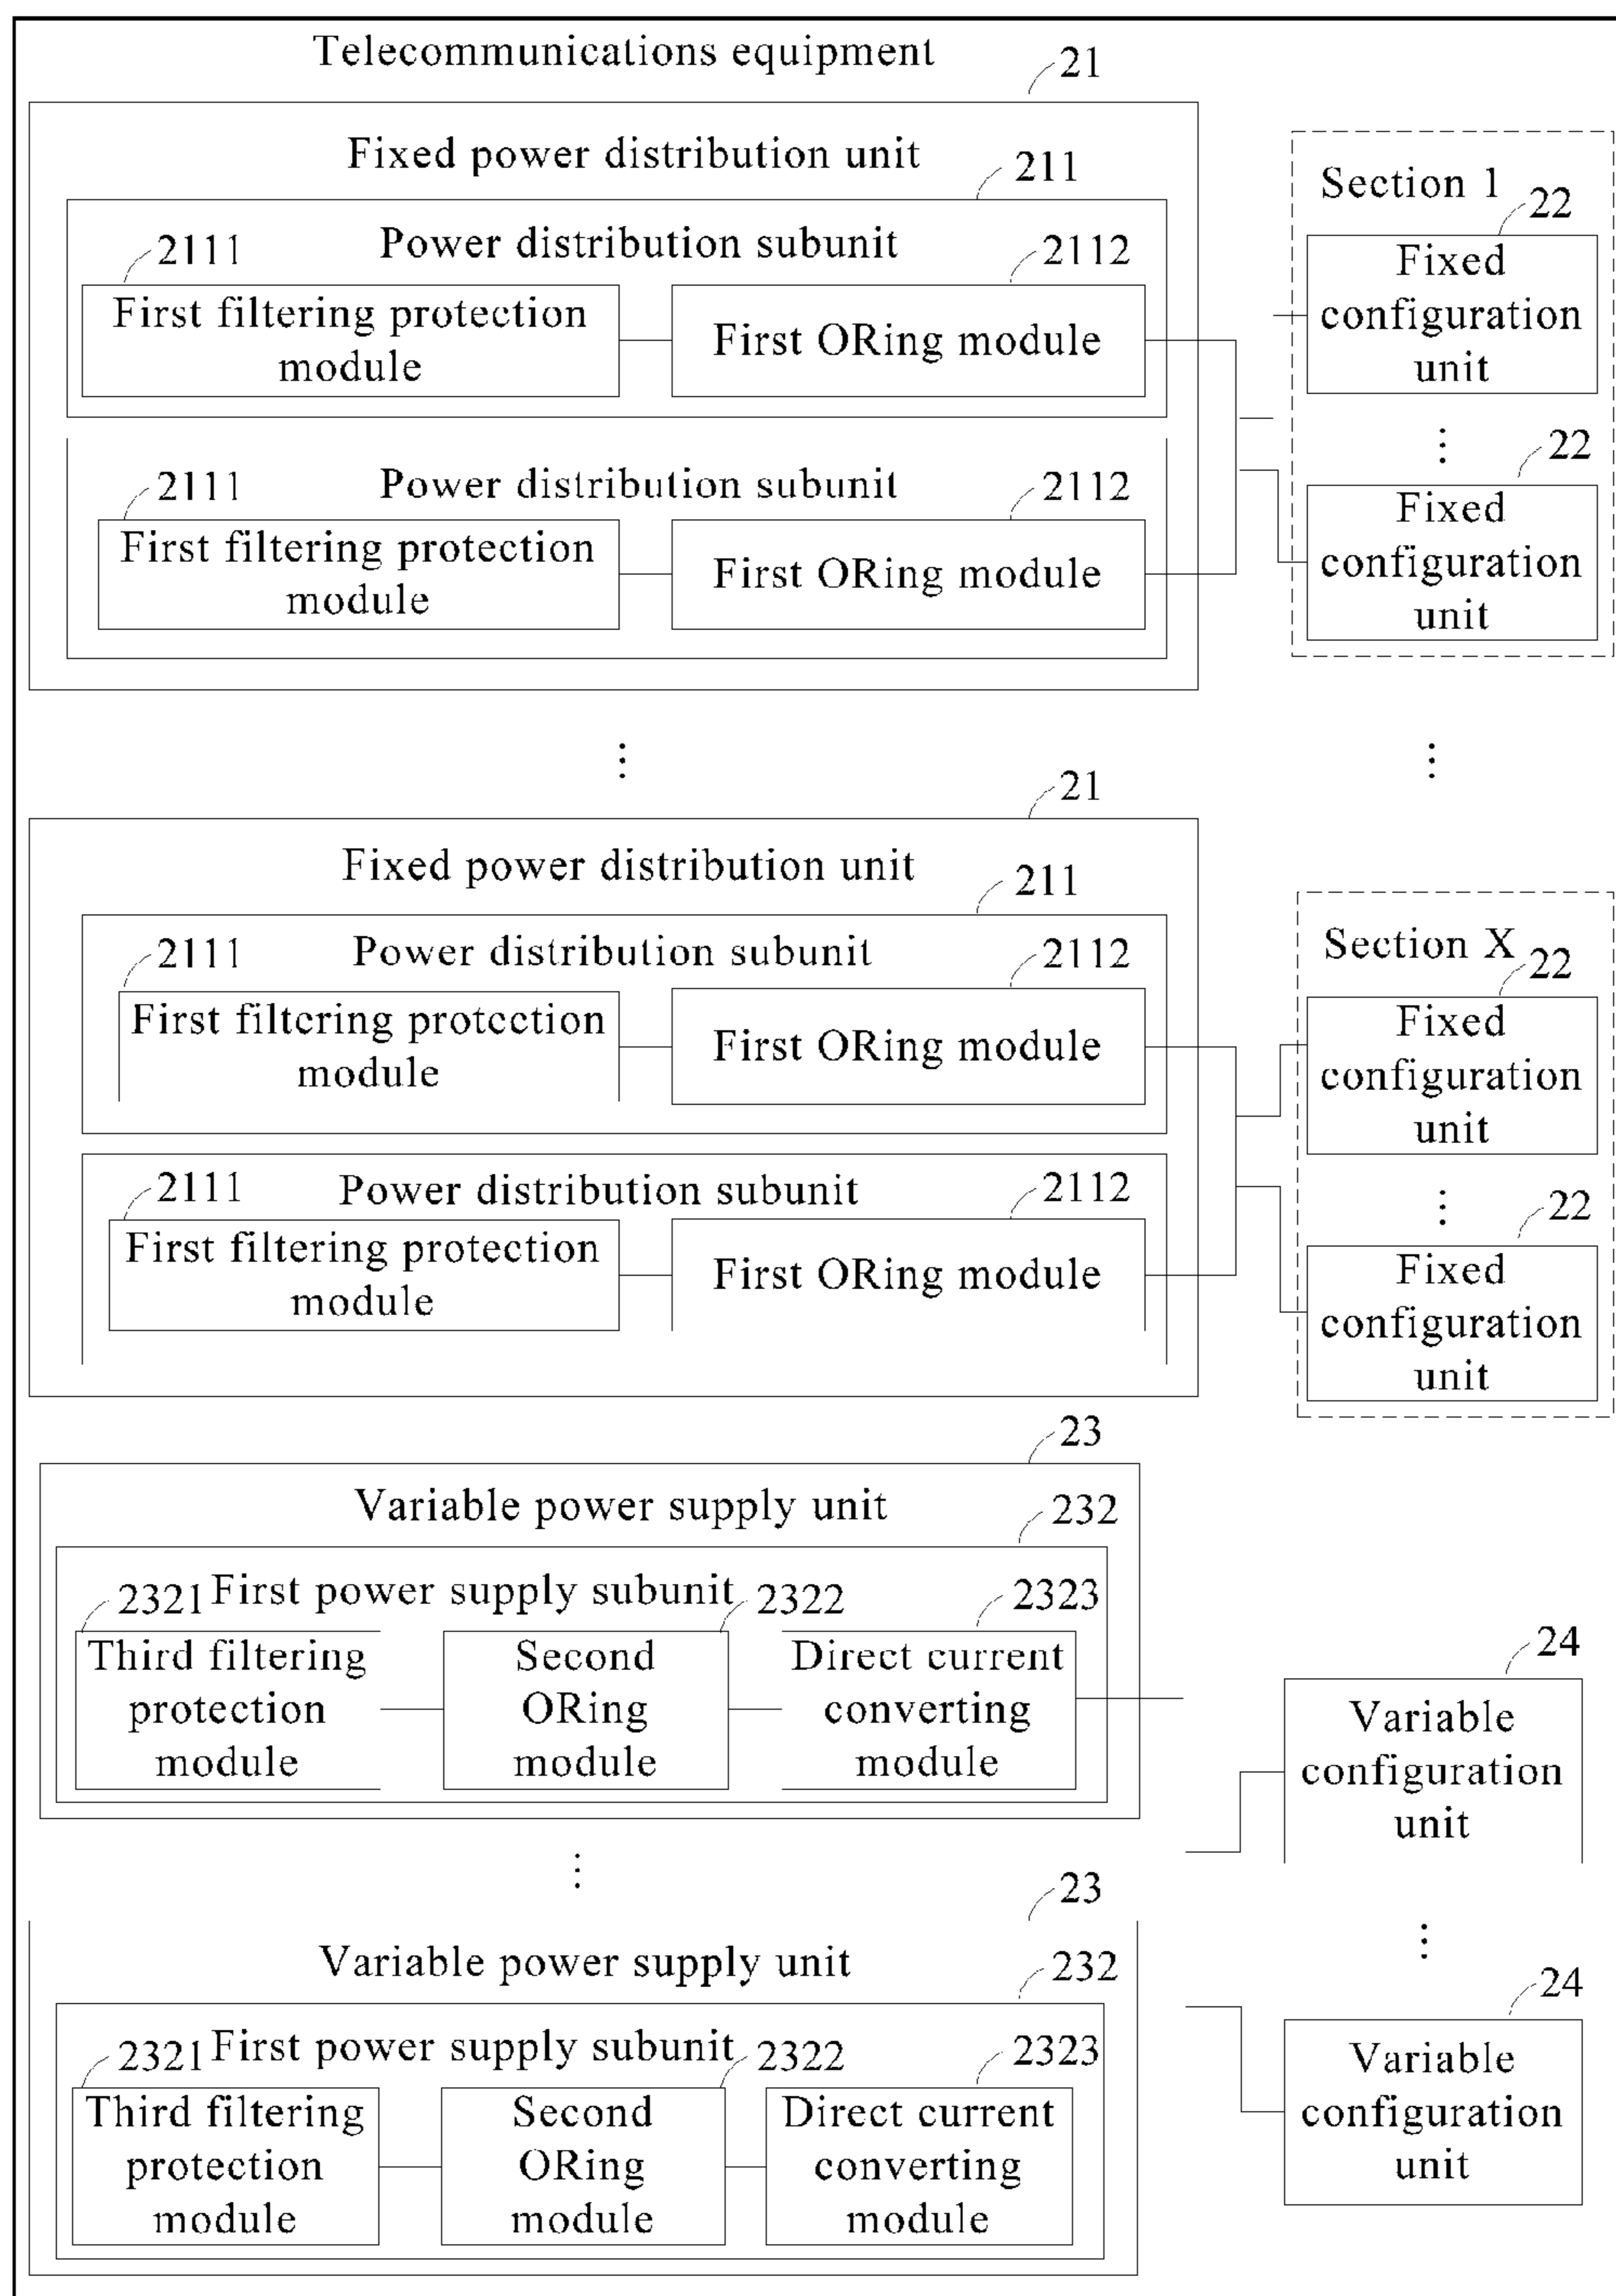 Telecommunications equipment
21
Fixed power distribution unit
211
Power distribution subunit
2111
2112
First filtering protection
module
First ORing module
Power distribution subunit
2111
2112
First filtering protection
module
First ORing module
Section 1
22
Fixed
configuration
unit
⋮
22
Fixed
configuration
unit
⋮
⋮
21
Fixed power distribution unit
211
Power distribution subunit
2111
2112
First filtering protection
module
First ORing module
Power distribution subunit
2111
2112
First filtering protection
module
First ORing module
Section X
22
Fixed
configuration
unit
⋮
22
Fixed
configuration
unit
23
Variable power supply unit
232
First power supply subunit
2321
2322
2323
Third filtering
protection
module
Second
ORing
module
Direct current
converting
module
24
Variable
configuration
unit
⋮
⋮
23
Variable power supply unit
232
First power supply subunit
2321
2322
2323
Third filtering
protection
module
Second
ORing
module
Direct current
converting
module
24
Variable
configuration
unit